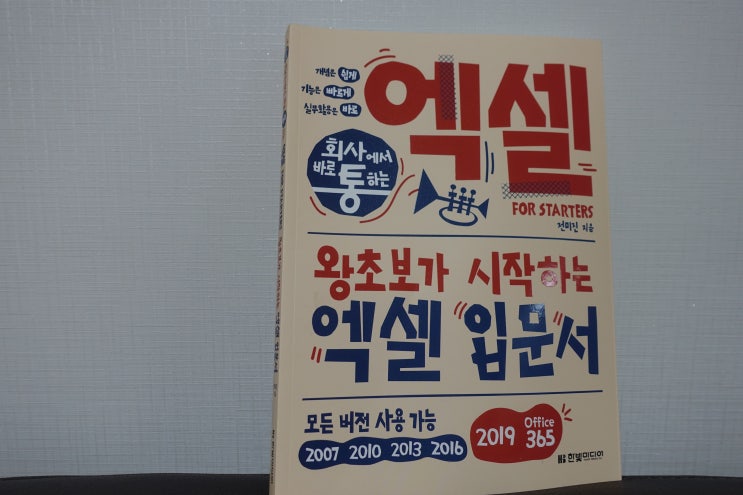 개념은 쉽게
기능은 빠르게
실무활용은 바로
엑셀
회사에서
바로 통하는
FOR STARTERS
전미진 지음
왕초보가 시작하는
엑셀 입문서
모든 버전 사용 가능
2007 2010 2013 2016
2019 Office 365
한빛미디어